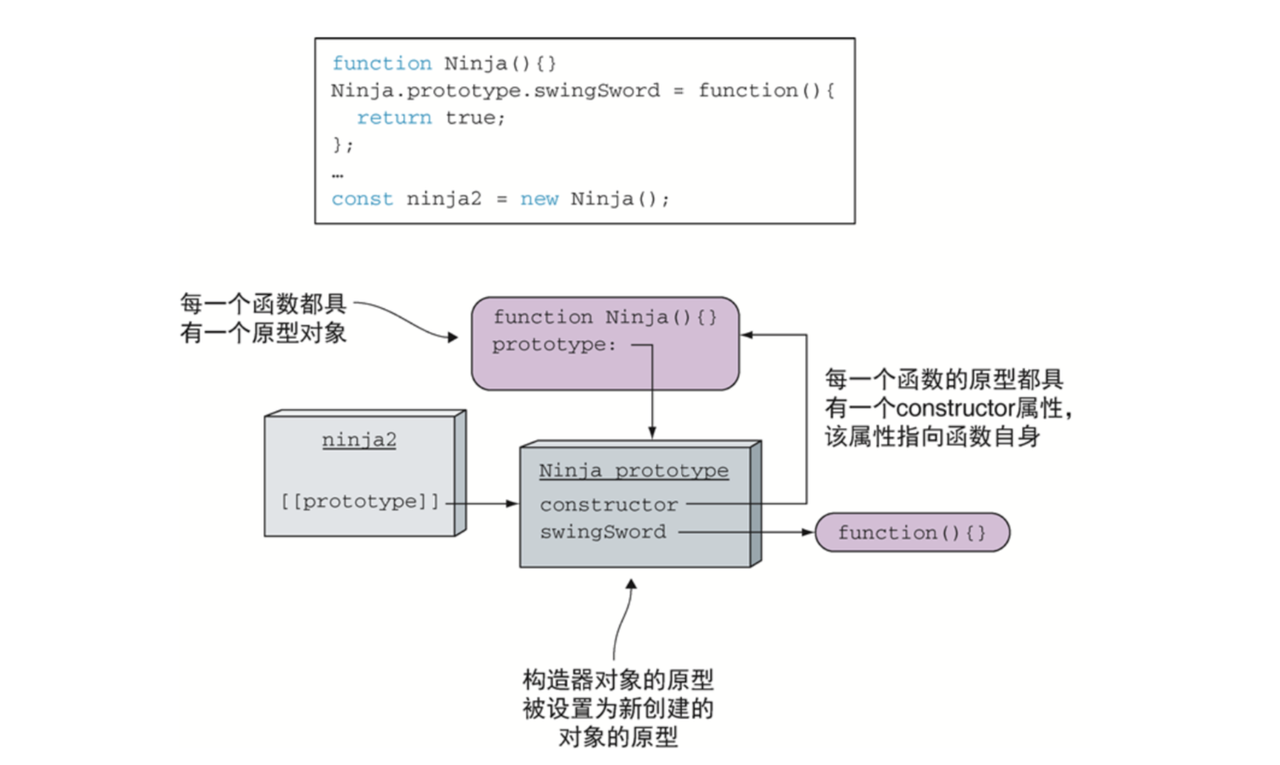 function Ninja(){}
Ninja.prototype.swingSword = function(){
  return true;
};
…
const ninja2 = new Ninja();
每一个函数都具
有一个原型对象
function Ninja(){}
prototype:
每一个函数的原型都具
有一个constructor属性，
该属性指向函数自身
ninja2
[[prototype]]
Ninja prototype
constructor
swingSword
function(){}
构造器对象的原型
被设置为新创建的
对象的原型